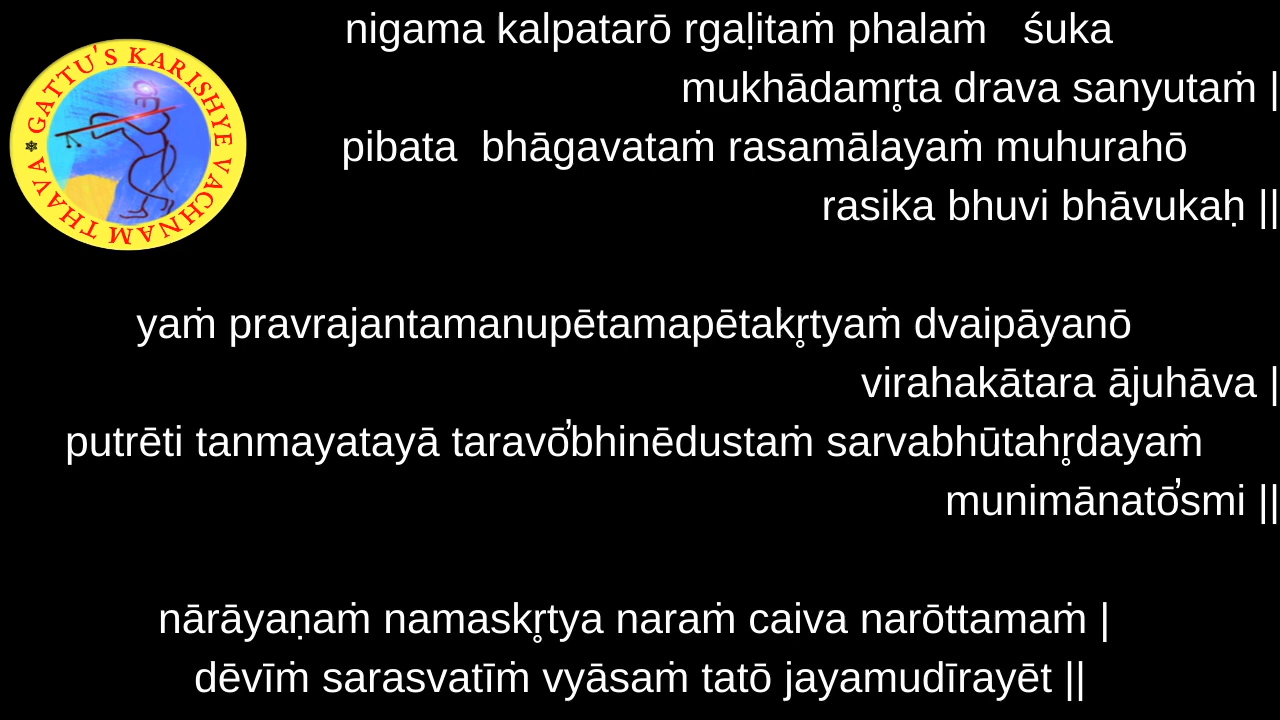 GATTU'S KARISHYE VACHNAM THAVA
nigama kalpatarō rgaḷitaṁ phalaṁ śuka
mukhādamr̥ta drava sanyutaṁ |
pibata bhāgavataṁ rasamālayaṁ muhurahō
rasika bhuvi bhāvukaḥ ||
yaṁ pravrajantamanupētamapētakr̥tyaṁ dvaipāyanō
virahakātara ājuhāva |
putrēti tanmayatayā taravō̕bhinēdustaṁ sarvabhūtahr̥dayaṁ
munimānatō̕smi ||
nārāyaṇaṁ namaskr̥tya naraṁ caiva narōttamaṁ |
dēvīṁ sarasvatīṁ vyāsaṁ tatō jayamudīrayēt ||